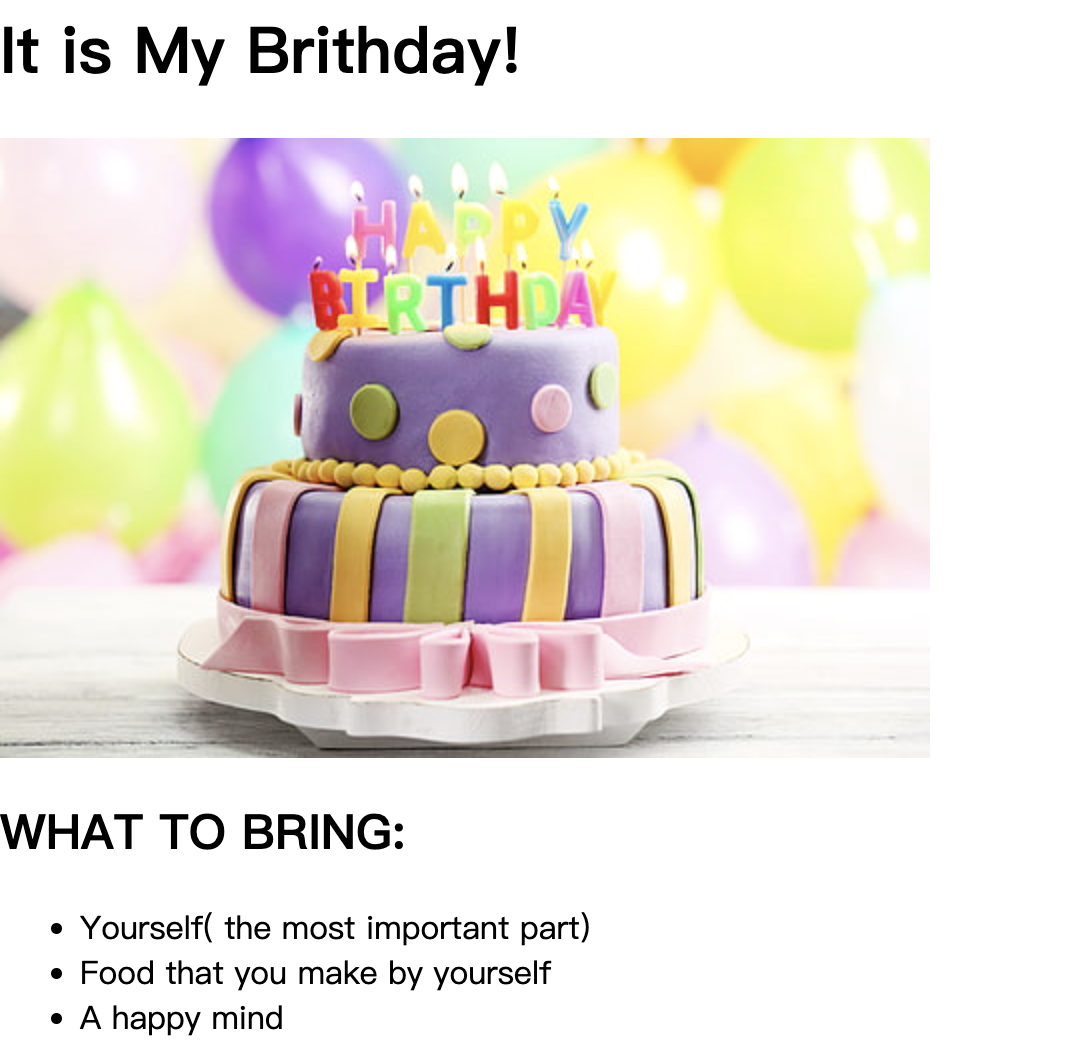 It is My Brithday!
HAPPY
BIRTHDAY
WHAT TO BRING:
Yourself( the most important part)
Food that you make by yourself
A happy mind